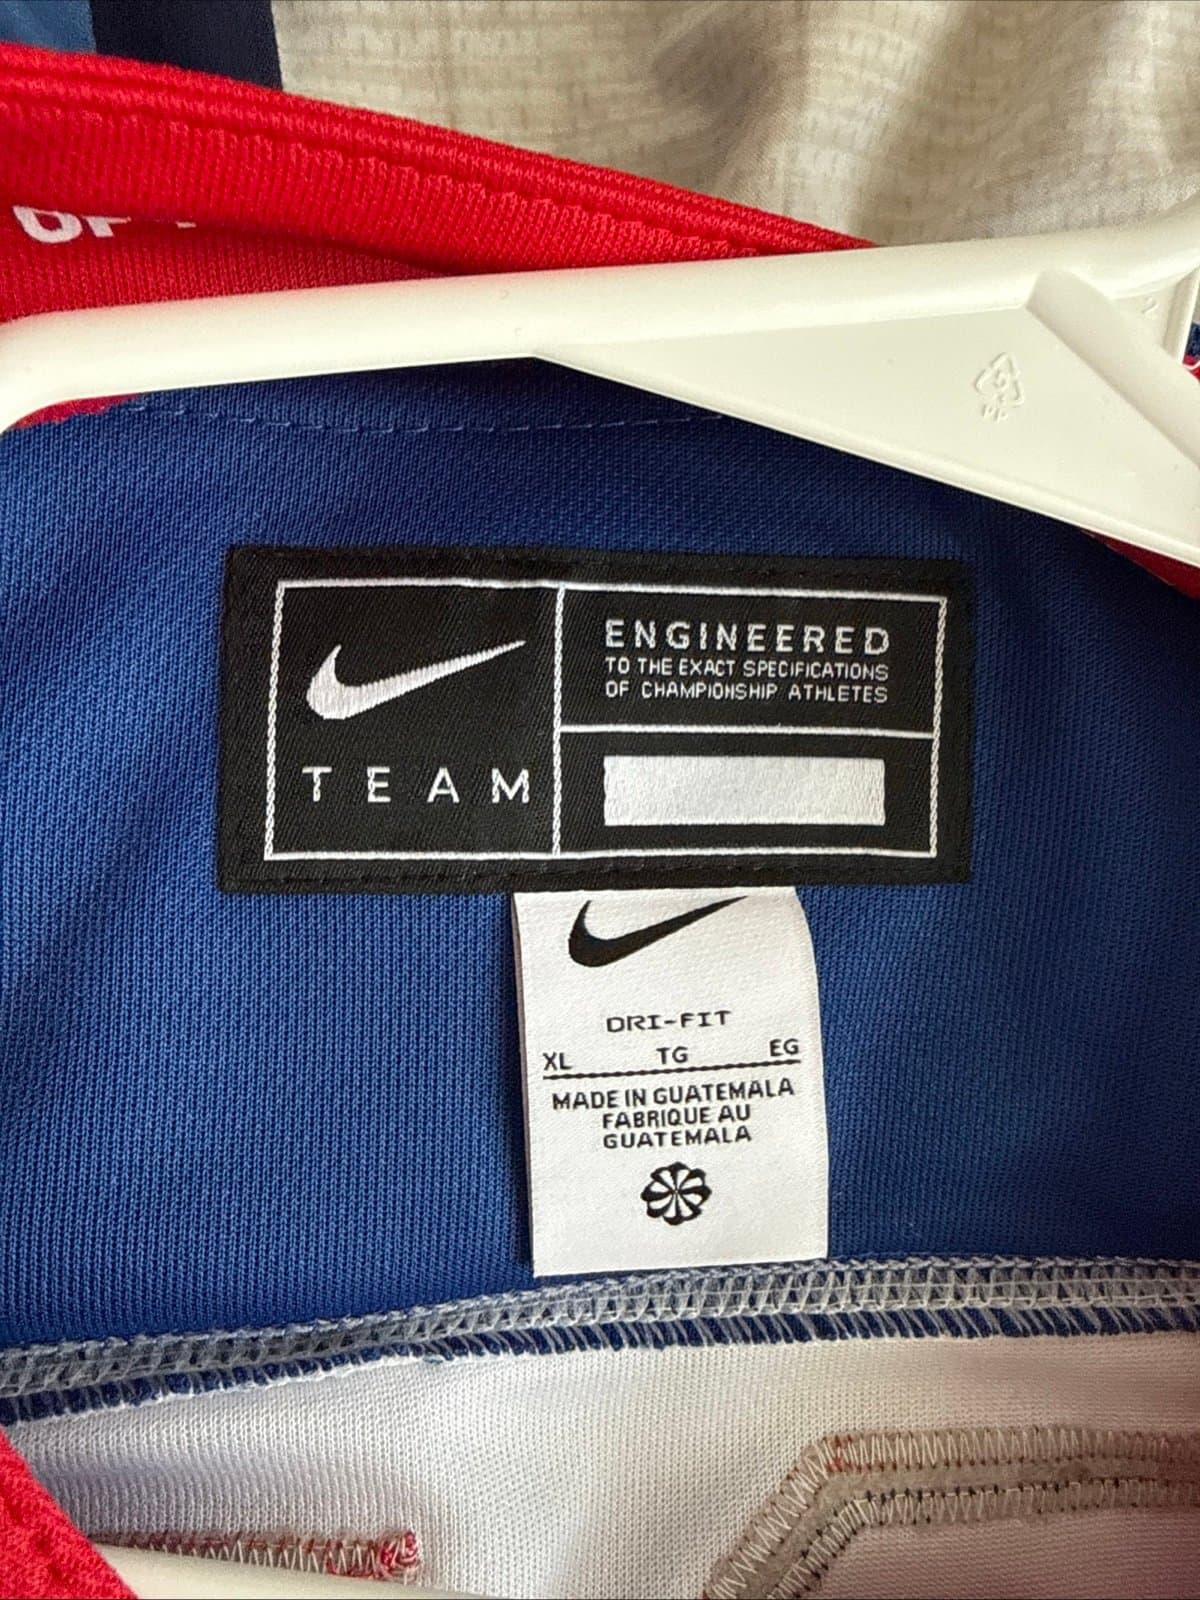 ENGINEERED
TO THE EXACT SPECIFICATIONS
OF CHAMPIONSHIP ATHLETES
TEAM
DRI-FIT
XL TG EG
MADE IN GUATEMALA
FABRIQUE AU
GUATEMALA